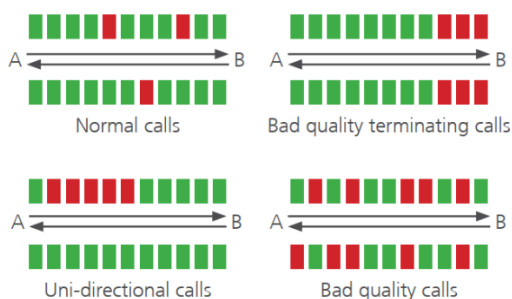 A B
A B
Normal calls
Bad quality terminating calls
A B
A B
Uni-directional calls
Bad quality calls